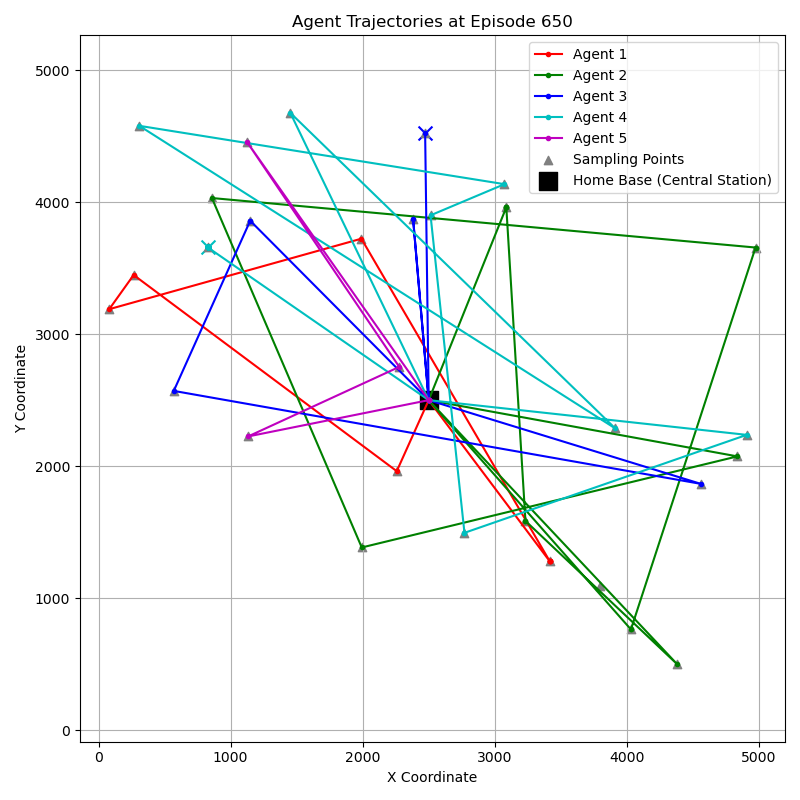 Agent Trajectories at Episode 650
Agent 1
Agent 2
Agent 3
Agent 4
Agent 5
Sampling Points
Home Base (Central Station)
5000
4000
3000
2000
1000
0
Y Coordinate
0 1000 2000 3000 4000 5000
X Coordinate